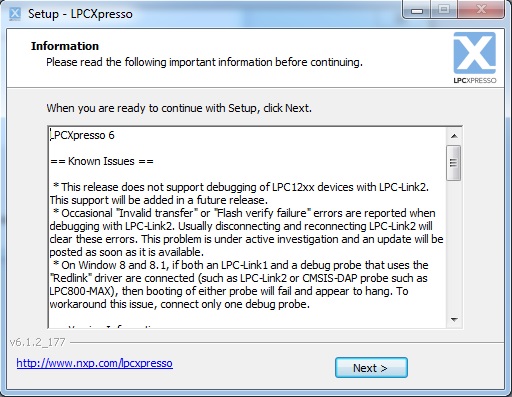 Setup - LPCXpresso
Information
Please read the following important information before continuing.
LPCXPRESSO
When you are ready to continue with Setup, click Next.
LPCXpresso 6
== Known Issues ==
* This release does not support debugging of LPC12xx devices with LPC-Link2.
This support will be added in a future release.
* Occasional "Invalid transfer" or "Flash verify failure" errors are reported when
debugging with LPC-Link2. Usually disconnecting and reconnecting LPC-Link2 will
clear these errors. This problem is under active investigation and an update will be
posted as soon as it is available.
* On Window 8 and 8.1, if both an LPC-Link1 and a debug probe that uses the
"Redlink" driver are connected (such as LPC-Link2 or CMSIS-DAP probe such as
LPC800-MAX), then booting of either probe will fail and appear to hang. To
workaround this issue, connect only one debug probe.
v6.1.2_177
http://www.nxp.com/lpcxpresso
Next >